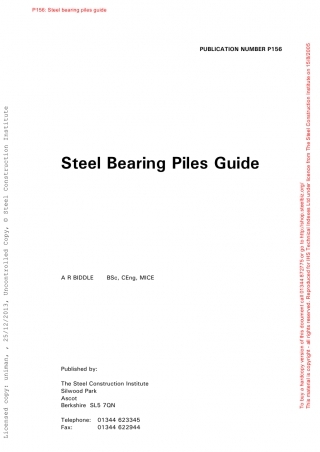 P156: Steel bearing piles guide
PUBLICATION NUMBER P156
Steel Bearing Piles Guide
A R BIDDLE BSc, CEng, MICE
Published by:
The Steel Construction Institute
Silwood Park
Ascot
Berkshire SL5 7QN
Telephone: 01344 623345
Fax: 01344 622944
Licensed copy: uniman, , 25/12/2013, Uncontrolled Copy, © Steel Construction Institute
To buy a hardcopy version of this document call 01344 872775 or go to http://shop.steelbiz.org/
This material is copyright - all rights reserved. Reproduced for IHS Technical Indexes Ltd under licence from The Steel Construction Institute on 15/8/2005